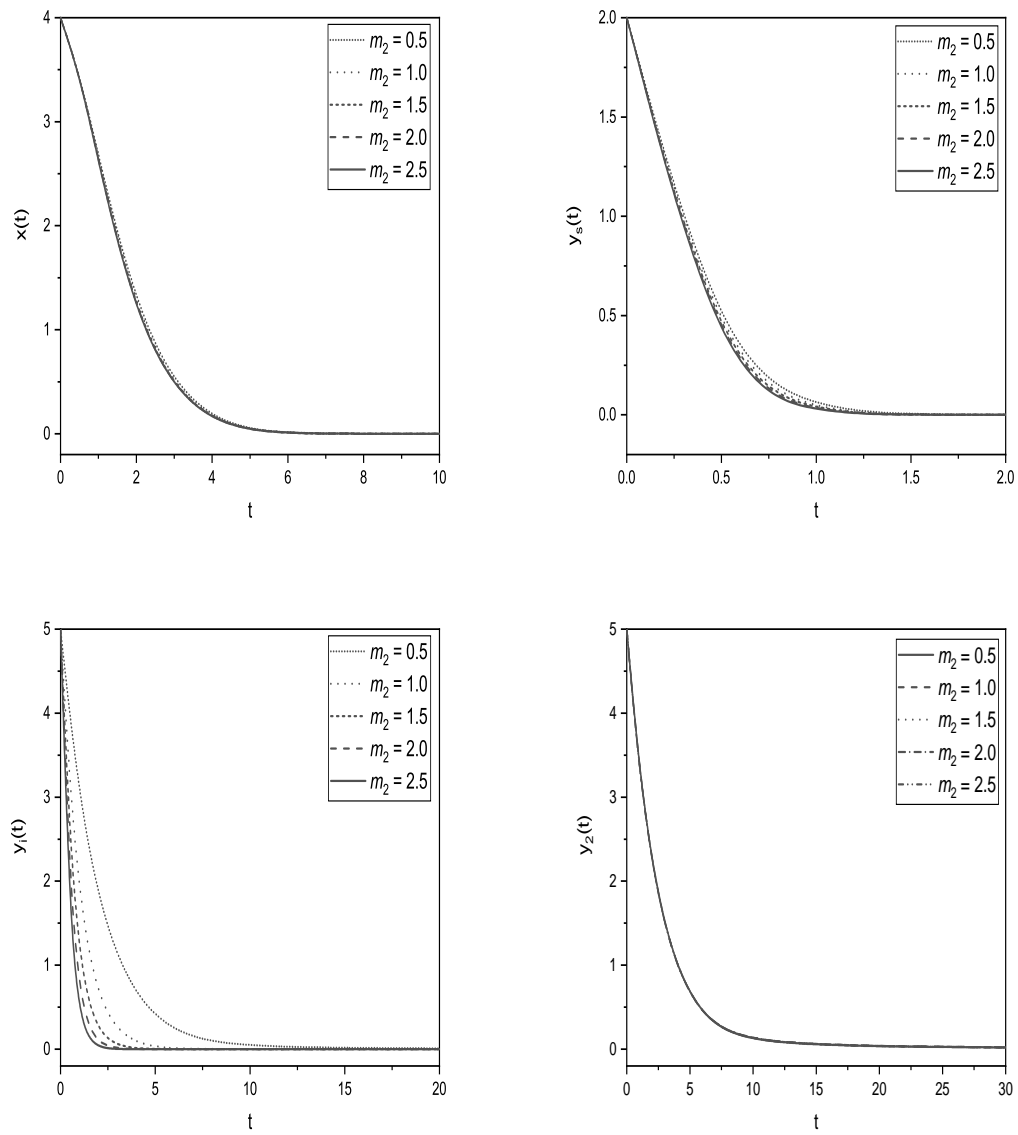 4
3
2
1
0
x(t)
0 2 4 6 8 10
t
m2 = 0.5
m2 = 1.0
m2 = 1.5
m2 = 2.0
m2 = 2.5
2.0
1.5
1.0
0.5
0.0
ys(t)
0.0 0.5 1.0 1.5 2.0
t
m2 = 0.5
m2 = 1.0
m2 = 1.5
m2 = 2.0
m2 = 2.5
5
4
3
2
1
0
yi(t)
0 5 10 15 20
t
m2 = 0.5
m2 = 1.0
m2 = 1.5
m2 = 2.0
m2 = 2.5
5
4
3
2
1
0
y2(t)
0 5 10 15 20 25 30
t
m2 = 0.5
m2 = 1.0
m2 = 1.5
m2 = 2.0
m2 = 2.5